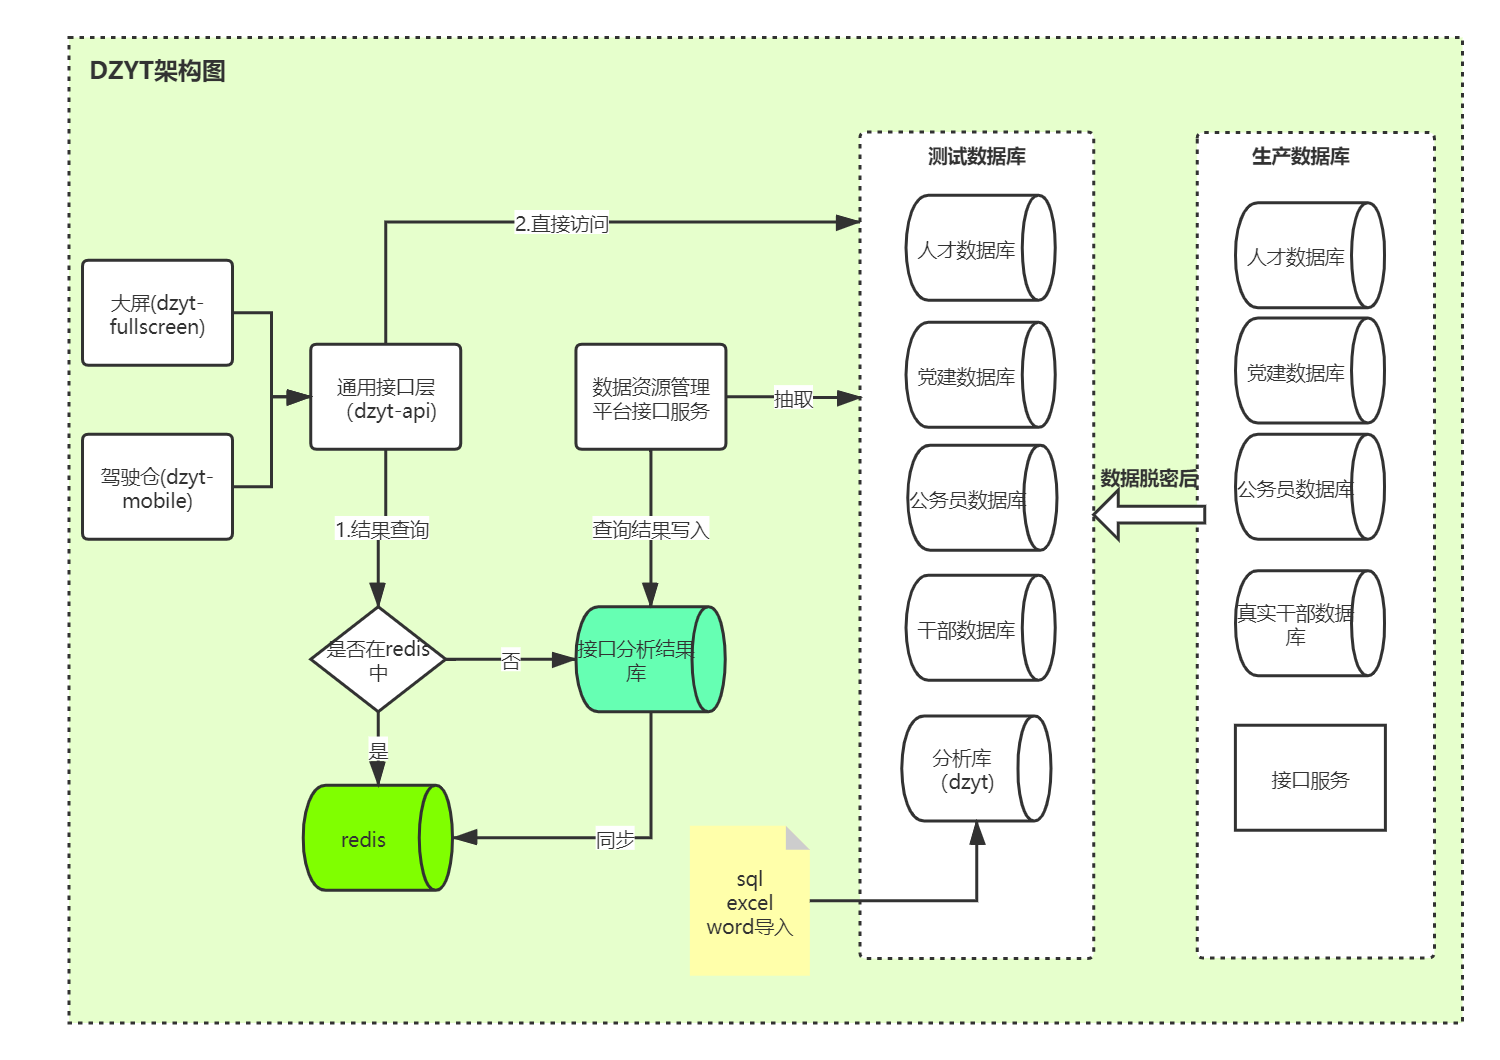 DZYT架构图
大屏(dzyt-
fullscreen)
驾驶仓(dzyt-
mobile)
通用接口层
（dzyt-api)
2.直接访问
数据资源管理
平台接口服务
抽取
1.结果查询
查询结果写入
是否在redis
中
否
接口分析结果
库
是
redis
同步
sql
excel
word导入
测试数据库
人才数据库
党建数据库
公务员数据库
干部数据库
分析库
（dzyt)
数据脱密后
生产数据库
人才数据库
党建数据库
公务员数据库
真实干部数据
库
接口服务